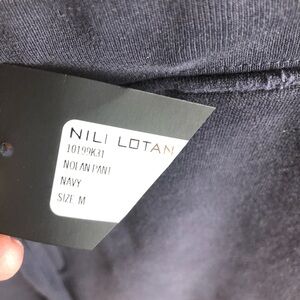 NILI LOTAN
10199K31
NOLAN PANT
NAVY
SIZE M